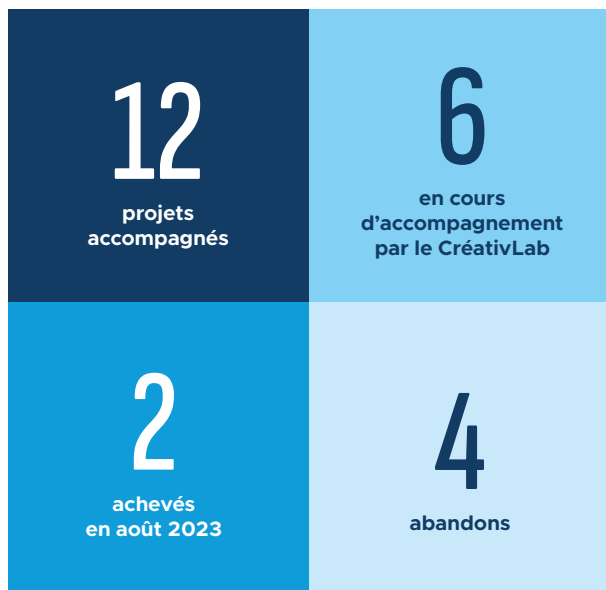 12
projets
accompagnés
6
en cours
d’accompagnement
par le CréativLab
2
achevés
en août 2023
4
abandons